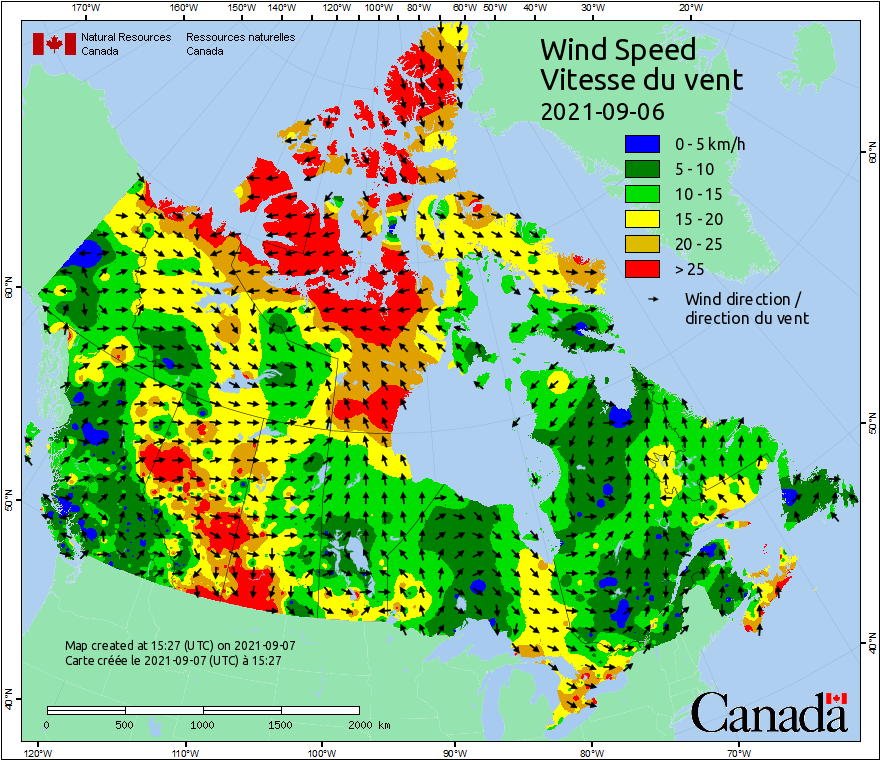 170°W 160°W 150°W 140°W 130°W 120°W 110°W 100°W 80°W 60°W 50°W 40°W 30°W 20°W
Natural Resources Ressources naturelles
Canada Canada
Wind Speed
Vitesse du vent
2021-09-06
0 - 5 km/h
5 - 10
10 - 15
15 - 20
20 - 25
> 25
Wind direction /
direction du vent
60°N
60°N
50°N
50°N
40°N
40°N
Map created at 15:27 (UTC) on 2021-09-07
Carte créée le 2021-09-07 (UTC) à 15:27
0 500 1000 1500 2000 km
Canada
120°W 110°W 100°W 90°W 80°W 70°W